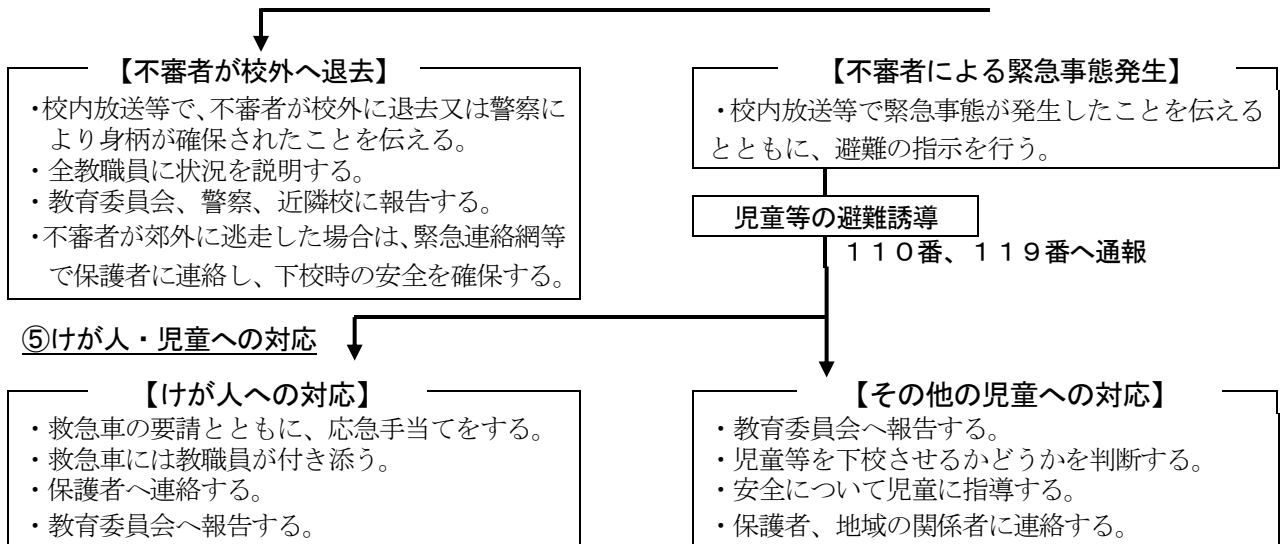 【不審者が校外へ退去】
・校内放送等で、不審者が校外に退去又は警察に
より身柄が確保されたことを伝える。
・全教職員に状況を説明する。
・教育委員会、警察、近隣校に報告する。
・不審者が郊外に逃走した場合は、緊急連絡網等
で保護者に連絡し、下校時の安全を確保する。
【不審者による緊急事態発生】
・校内放送等で緊急事態が発生したことを伝える
とともに、避難の指示を行う。
児童等の避難誘導
110番、119番へ通報
⑤けが人・児童への対応
【けが人への対応】
・救急車の要請とともに、応急手当てをする。
・救急車には教職員が付き添う。
・保護者へ連絡する。
・教育委員会へ報告する。
【その他の児童への対応】
・教育委員会へ報告する。
・児童等を下校させるかどうかを判断する。
・安全について児童に指導する。
・保護者、地域の関係者に連絡する。